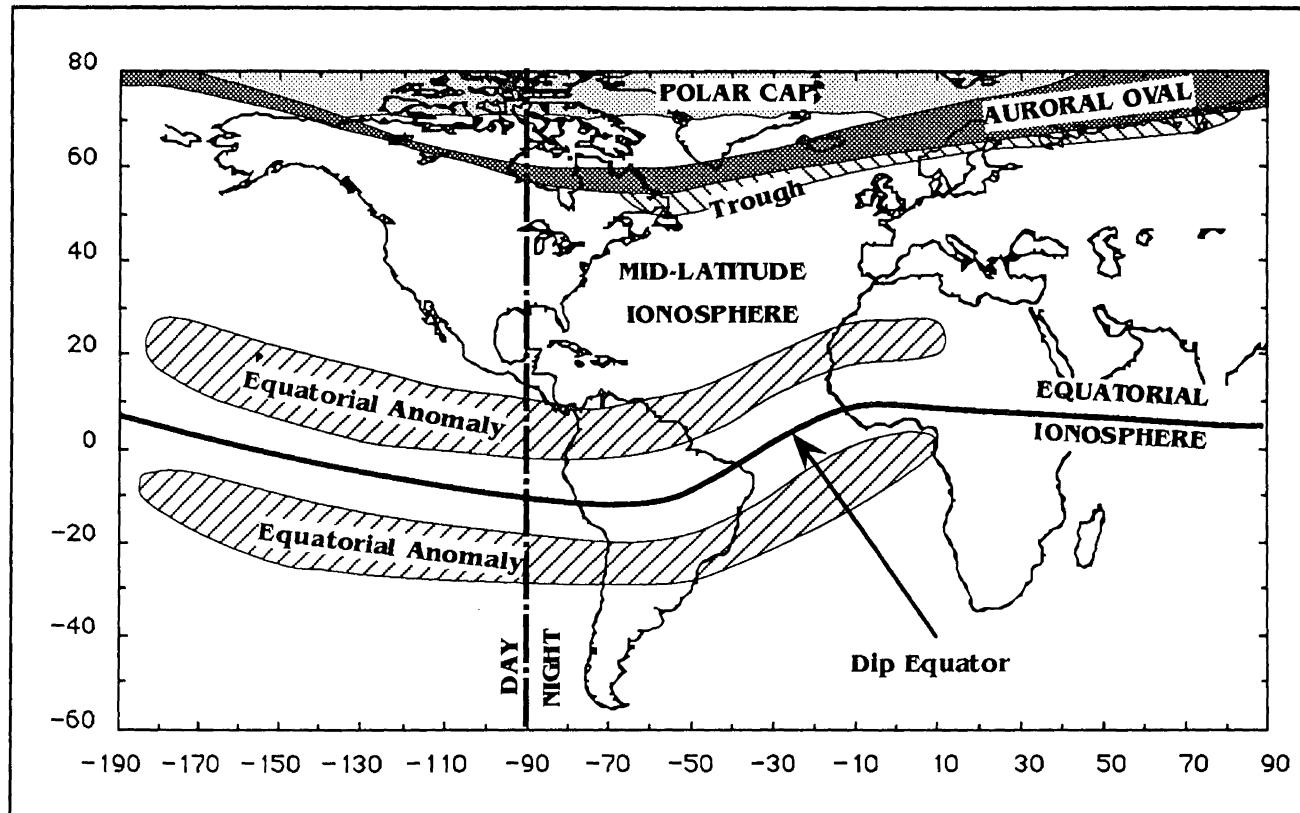 80
60
40
20
0
-20
-40
-60
POLAR CAP
AURORAL OVAL
Trough
MID-LATITUDE
IONOSPHERE
Equatorial Anomaly
EQUATORIAL
IONOSPHERE
Equatorial Anomaly
DAY
NIGHT
Dip Equator
-190 -170 -150 -130 -110 -90 -70 -50 -30 -10 10 30 50 70 90